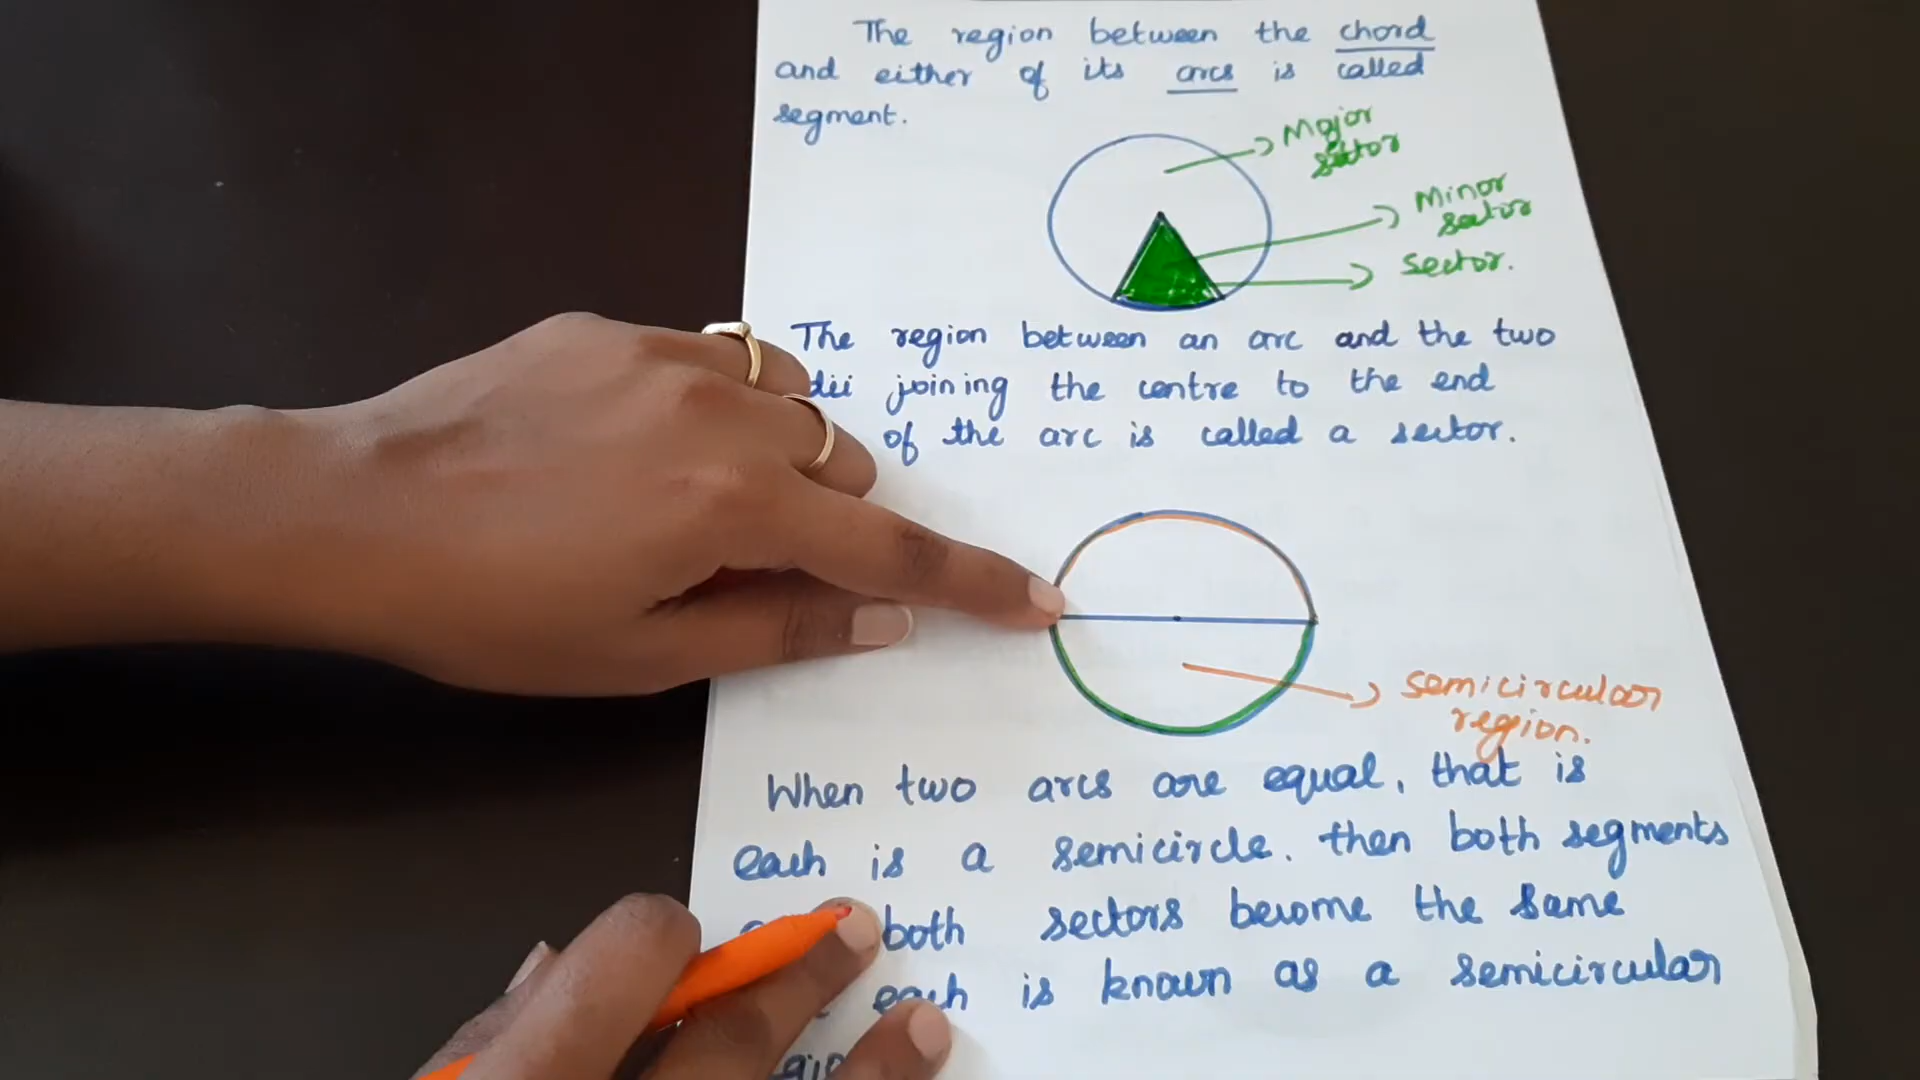 The region between the chord
and either of its arcs is called
segment.
Major
sector
Minor
sector
sector.
The region between an arc and the two
dii joining the centre to the end
of the arc is called a sector.
semicircular
region.
When two arcs are equal, that is
each is a semicircle. then both segments
both sectors become the same
each is known as a semicircular